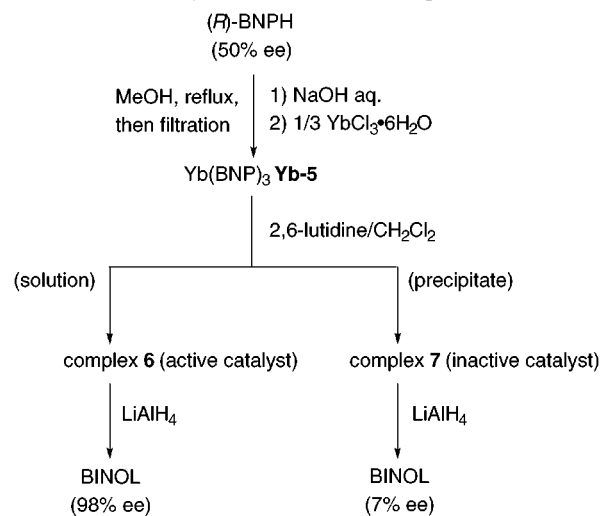 (R)-BNPH
(50% ee)
MeOH, reflux,
then filtration
1) NaOH aq.
2) 1/3 YbCl₃•6H₂O
Yb(BNP)₃ Yb-5
2,6-lutidine/CH₂Cl₂
(solution)
(precipitate)
complex 6 (active catalyst)
complex 7 (inactive catalyst)
LiAlH₄
LiAlH₄
BINOL
(98% ee)
BINOL
(7% ee)